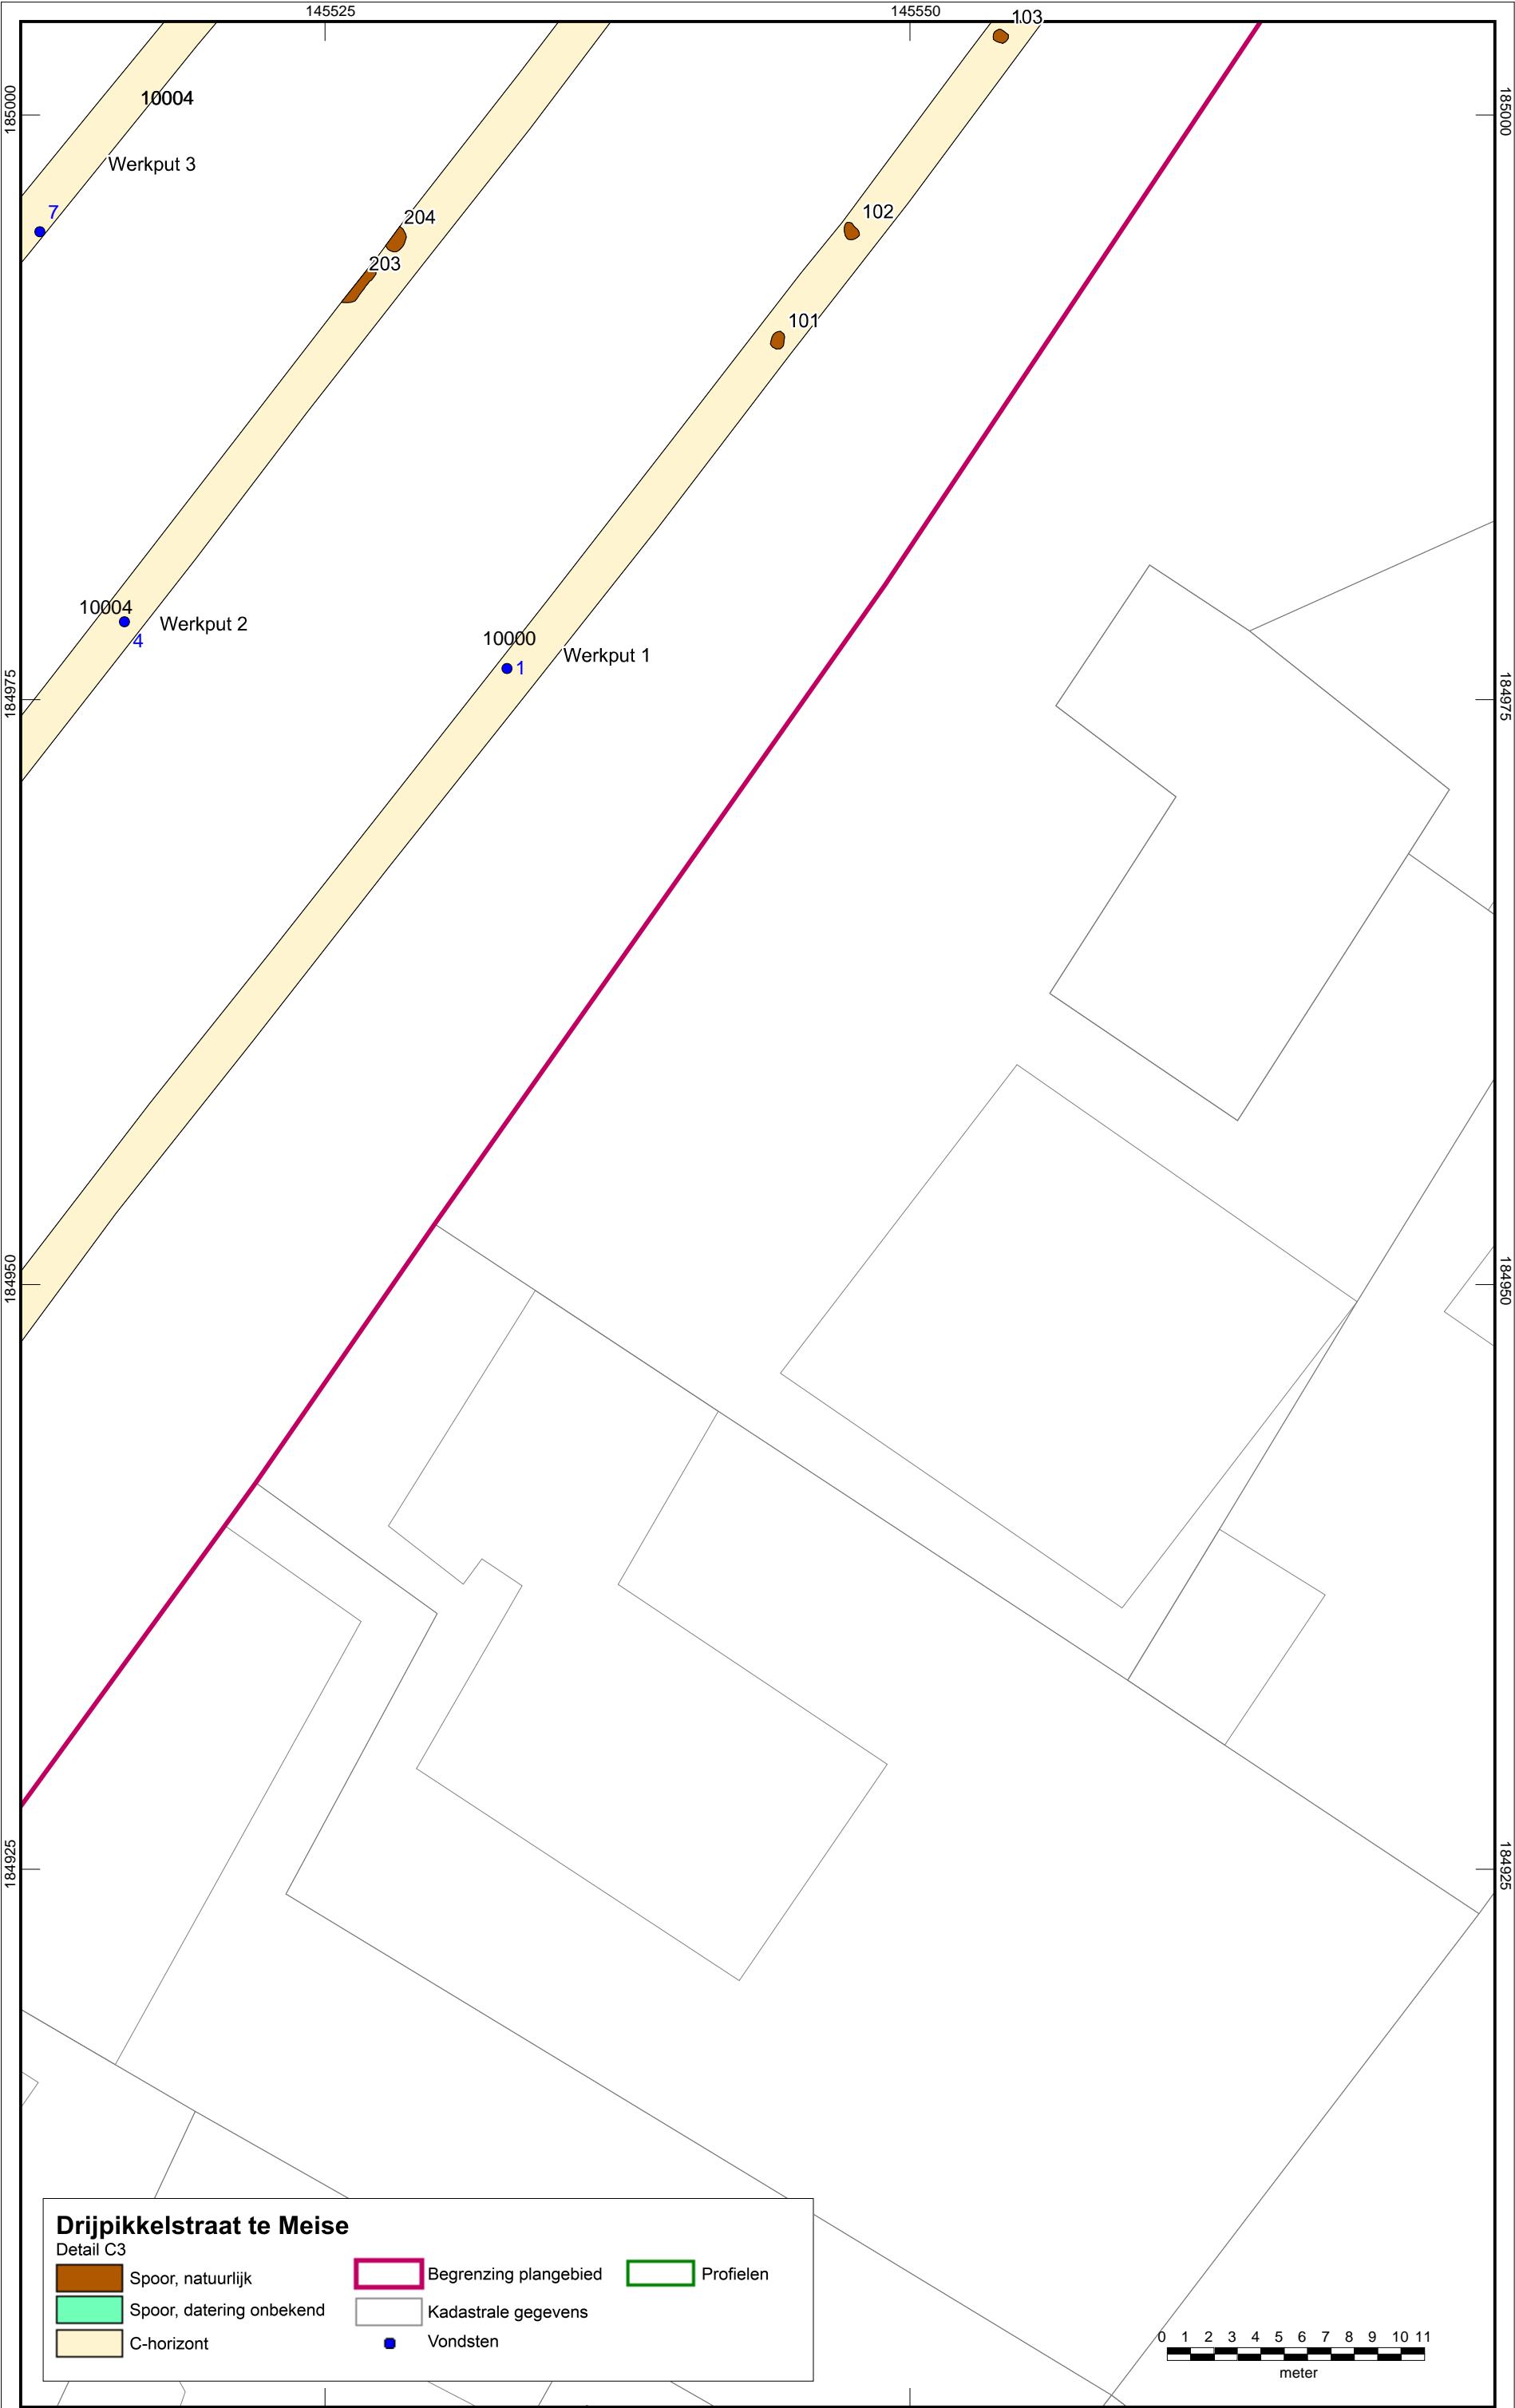 145525
145550
103
185000
185000
10004
Werkput 3
7
204
102
203
101
10004
Werkput 2
4
10000
Werkput 1
1
184975
184975
184950
184950
184925
184925
Drijpikkelstraat te Meise
Detail C3
Spoor, natuurlijk
Spoor, datering onbekend
C-horizont
Begrenzing plangebied
Kadastrale gegevens
Vondsten
Profielen
0 1 2 3 4 5 6 7 8 9 10 11
meter